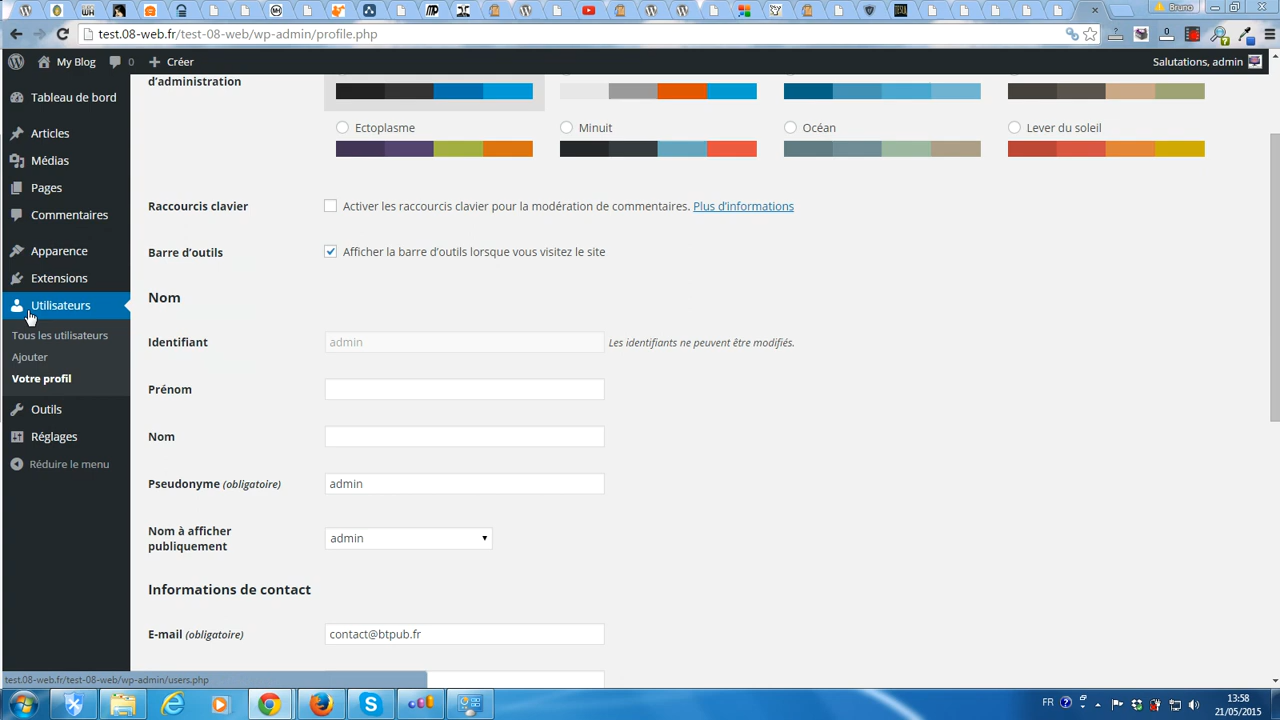 Bruno
test.08-web.fr/test-08-web/wp-admin/profile.php
My Blog 0 Créer
Salutations, admin
Tableau de bord
Articles
Médias
Pages
Commentaires
Apparence
Extensions
Utilisateurs
Tous les utilisateurs
Ajouter
Votre profil
Outils
Réglages
Réduire le menu
d'administration
Ectoplasme
Minuit
Océan
Lever du soleil
Raccourcis clavier
Activer les raccourcis clavier pour la modération de commentaires. Plus d'informations
Barre d'outils
Afficher la barre d'outils lorsque vous visitez le site
Nom
Identifiant
admin
Les identifiants ne peuvent être modifiés.
Prénom
Nom
Pseudonyme (obligatoire)
admin
Nom à afficher
publiquement
admin
Informations de contact
E-mail (obligatoire)
contact@btpub.fr
test.08-web.fr/test-08-web/wp-admin/users.php
FR
13:58
21/05/2015